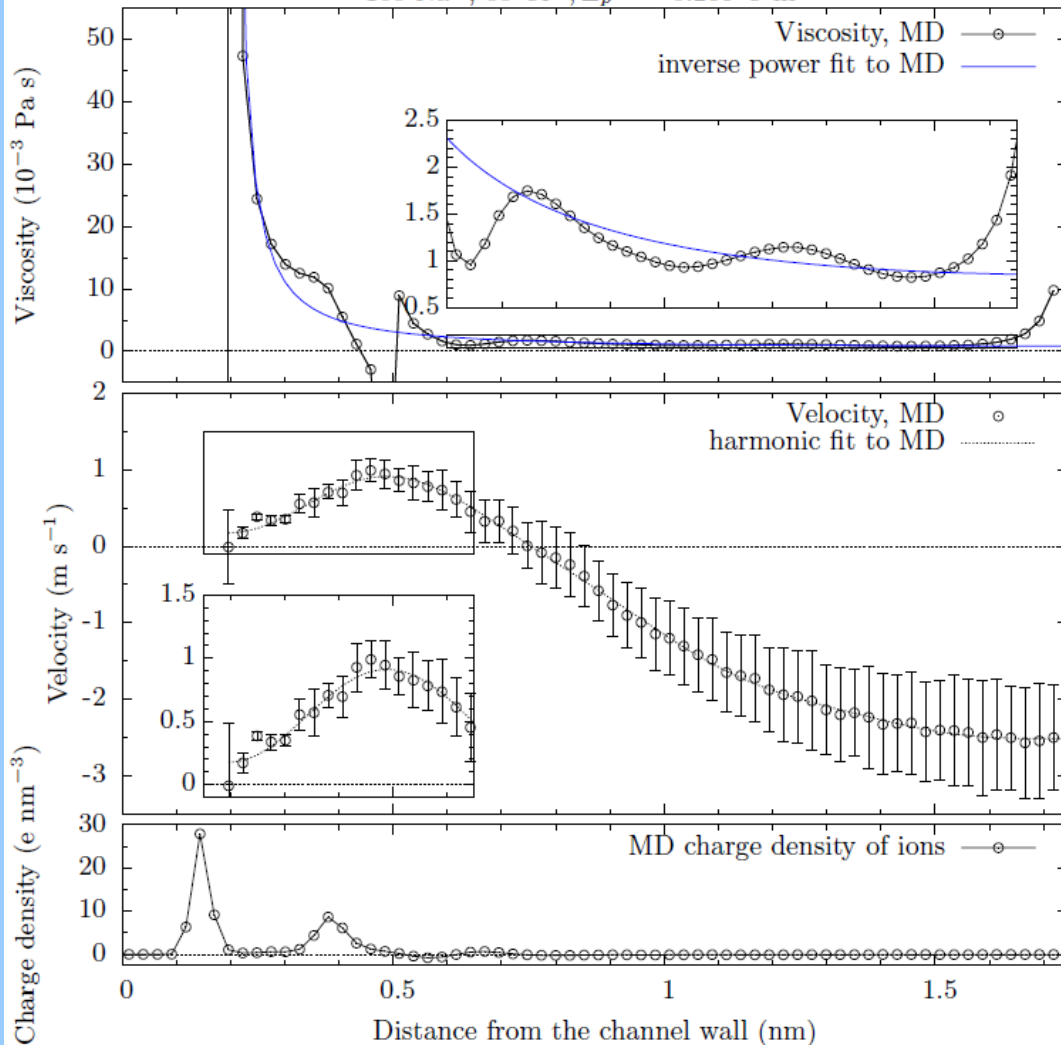 Viscosity (10−3 Pa s)
50
40
30
20
10
0
Viscosity, MD
inverse power fit to MD
2.5
2
1.5
1
0.5
Velocity (m s−1)
2
1
0
-1
-2
-3
Velocity, MD
harmonic fit to MD
1.5
1
0.5
0
Charge density (e nm−3)
30
20
10
0
MD charge density of ions
0 0.5 1 1.5
Distance from the channel wall (nm)